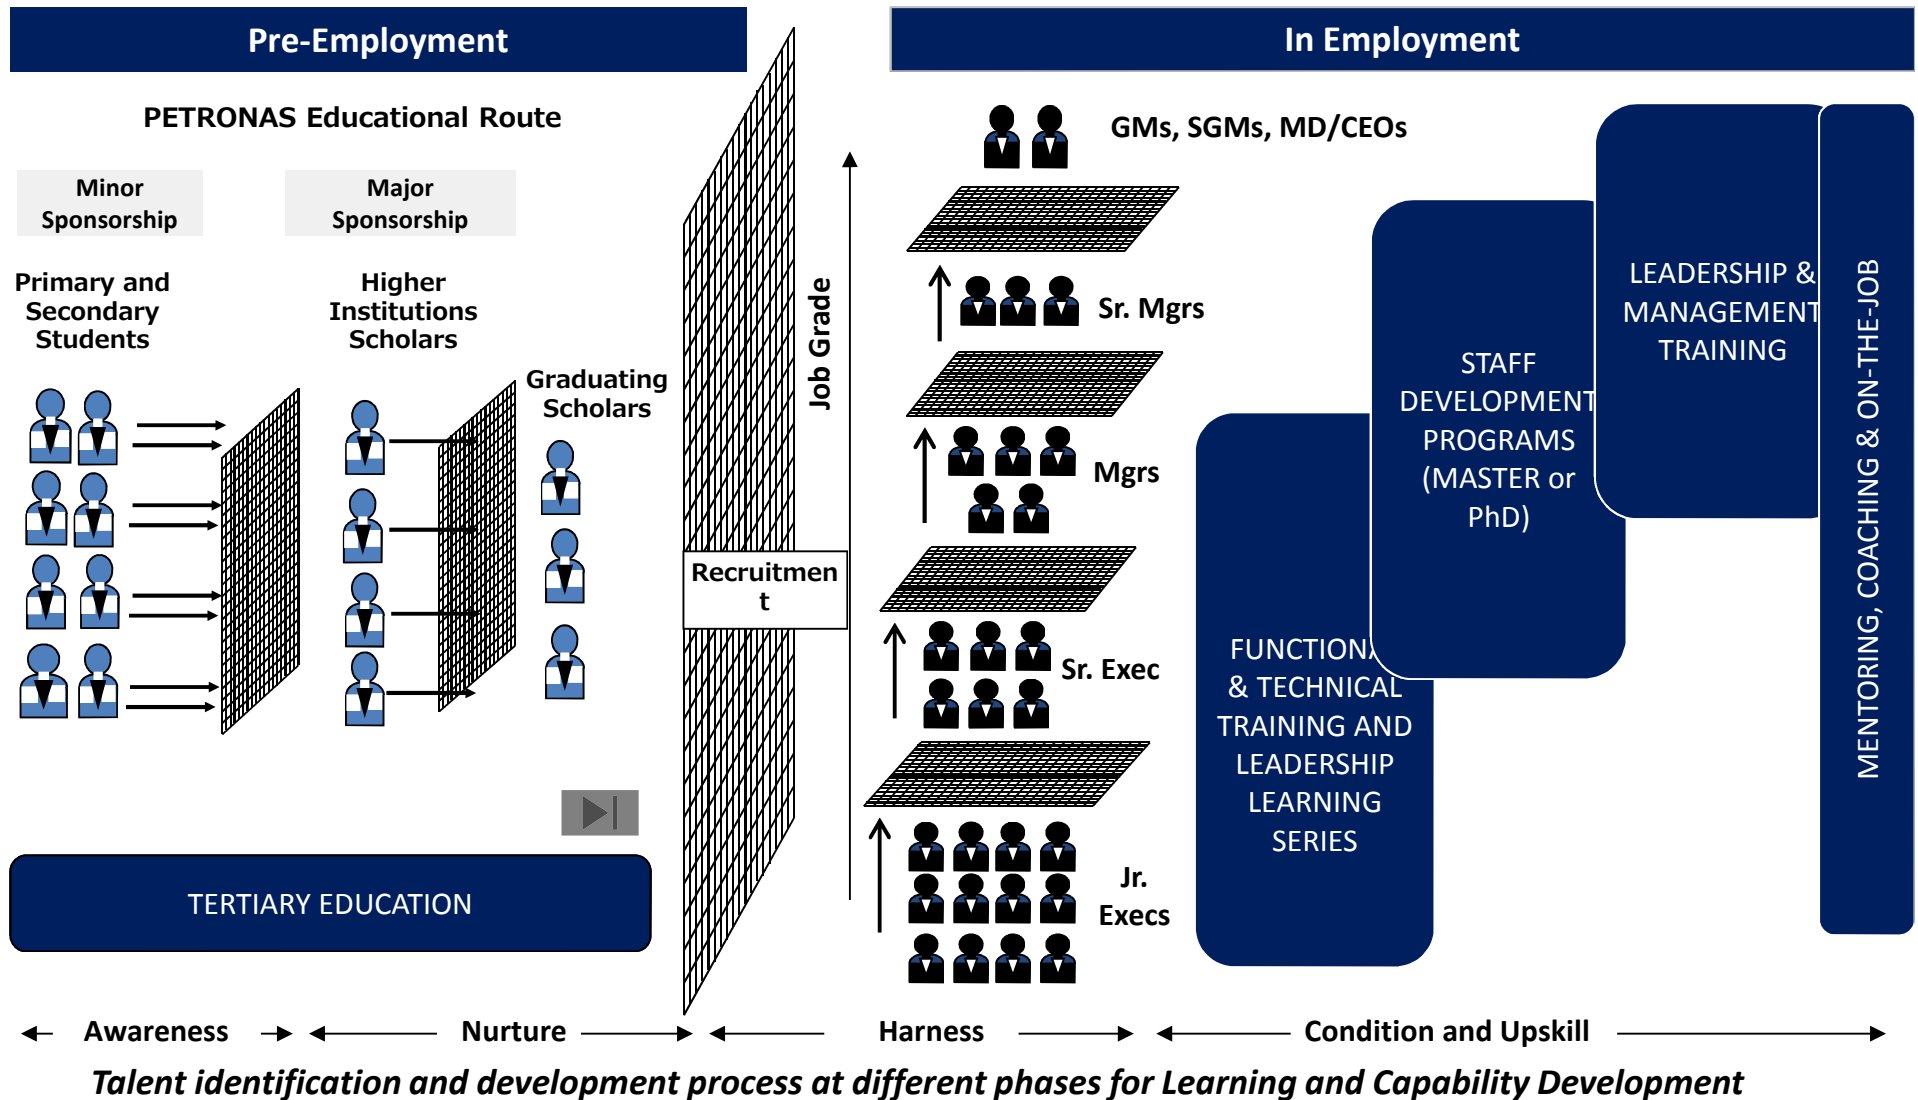 Pre-Employment
In Employment
PETRONAS Educational Route
Minor
Sponsorship
Major
Sponsorship
Primary and
Secondary
Students
Higher
Institutions
Scholars
Graduating
Scholars
Recruitmen
t
TERTIARY EDUCATION
Job Grade
GMs, SGMs, MD/CEOs
Sr. Mgrs
Mgrs
Sr. Exec
Jr.
Execs
FUNCTIONA
& TECHNICAL
TRAINING AND
LEADERSHIP
LEARNING
SERIES
STAFF
DEVELOPMENT
PROGRAMS
(MASTER or
PhD)
LEADERSHIP &
MANAGEMENT
TRAINING
MENTORING, COACHING & ON-THE-JOB
Awareness
Nurture
Harness
Condition and Upskill
Talent identification and development process at different phases for Learning and Capability Development